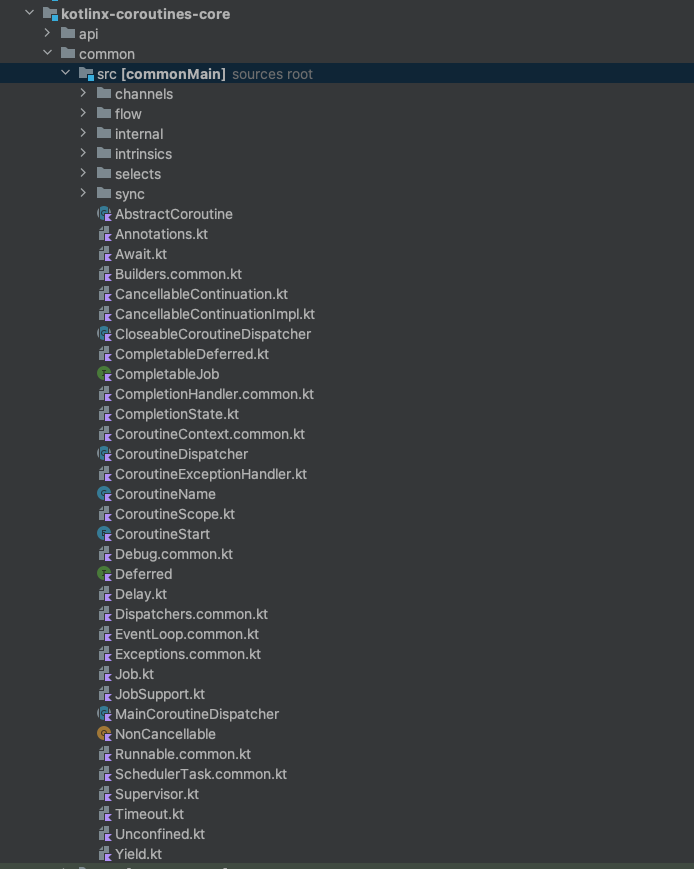 kotlinx-coroutines-core
api
common
src [commonMain] sources root
channels
flow
internal
intrinsics
selects
sync
AbstractCoroutine
Annotations.kt
Await.kt
Builders.common.kt
CancellableContinuation.kt
CancellableContinuationImpl.kt
CloseableCoroutineDispatcher
CompletableDeferred.kt
CompletableJob
CompletionHandler.common.kt
CompletionState.kt
CoroutineContext.common.kt
CoroutineDispatcher
CoroutineExceptionHandler.kt
CoroutineName
CoroutineScope.kt
CoroutineStart
Debug.common.kt
Deferred
Delay.kt
Dispatchers.common.kt
EventLoop.common.kt
Exceptions.common.kt
Job.kt
JobSupport.kt
MainCoroutineDispatcher
NonCancellable
Runnable.common.kt
SchedulerTask.common.kt
Supervisor.kt
Timeout.kt
Unconfined.kt
Yield.kt